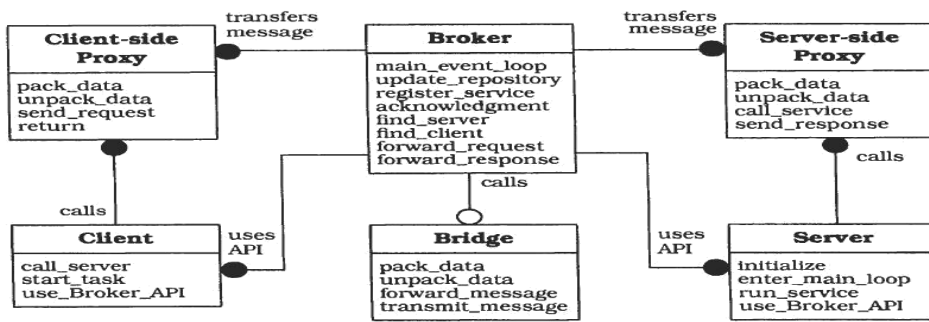 transfers
message
Client-side
Proxy
pack_data
unpack_data
send_request
return
Broker
main_event_loop
update_repository
register_service
acknowledgment
find_server
find_client
forward_request
forward_response
transfers
message
Server-side
Proxy
pack_data
unpack_data
call_service
send_response
calls
calls
calls
uses
API
uses
API
Client
call_server
start_task
use_Broker_API
Bridge
pack_data
unpack_data
forward_message
transmit_message
Server
initialize
enter_main_loop
run_service
use_Broker_API